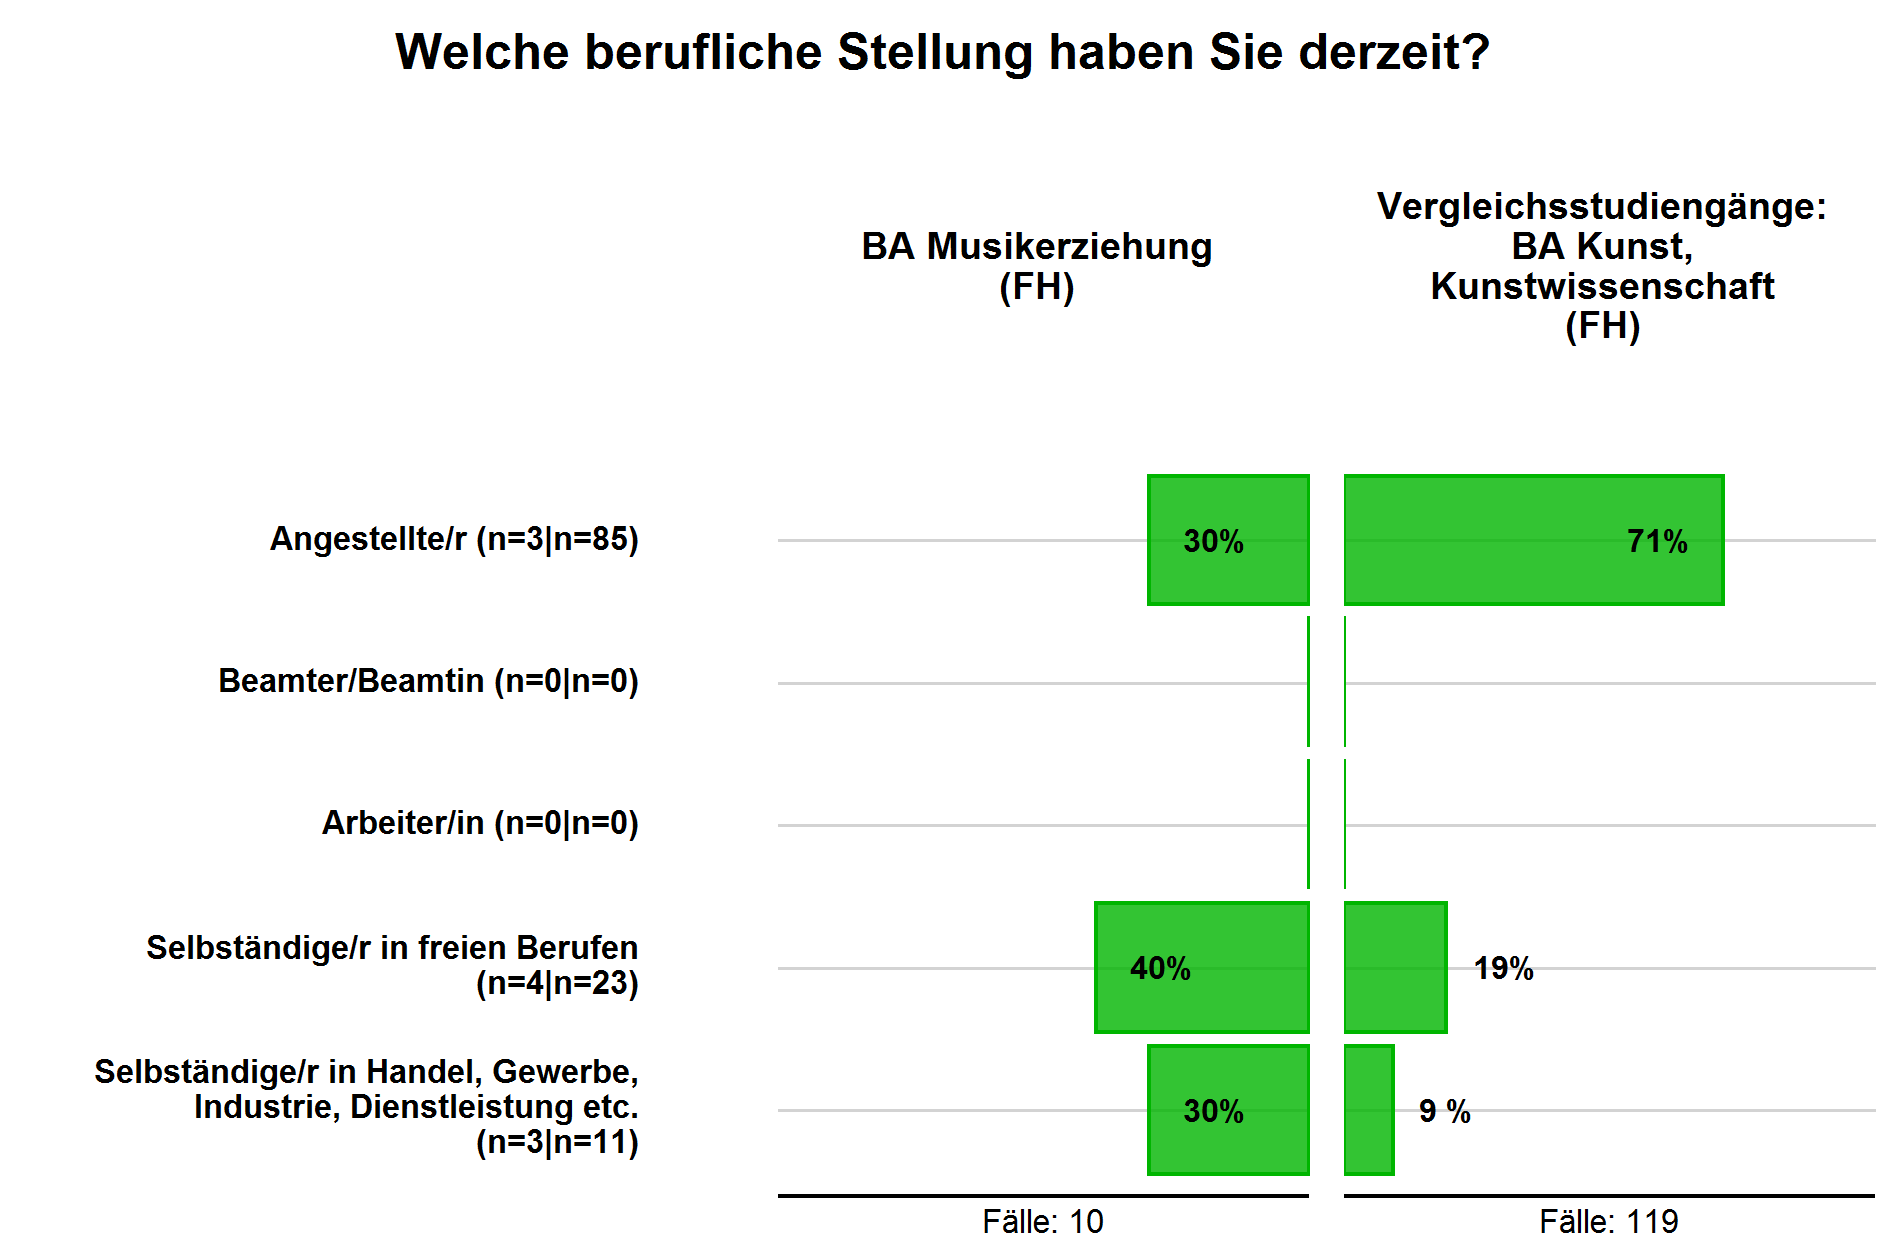 Welche berufliche Stellung haben Sie derzeit?
BA Musikerziehung
(FH)
Vergleichsstudiengänge:
BA Kunst,
Kunstwissenschaft
(FH)
Angestellte/r (n=3|n=85)
30%
71%
Beamter/Beamtin (n=0|n=0)
Arbeiter/in (n=0|n=0)
Selbständige/r in freien Berufen
(n=4|n=23)
40%
19%
Selbständige/r in Handel, Gewerbe,
Industrie, Dienstleistung etc.
(n=3|n=11)
30%
9 %
Fälle: 10
Fälle: 119